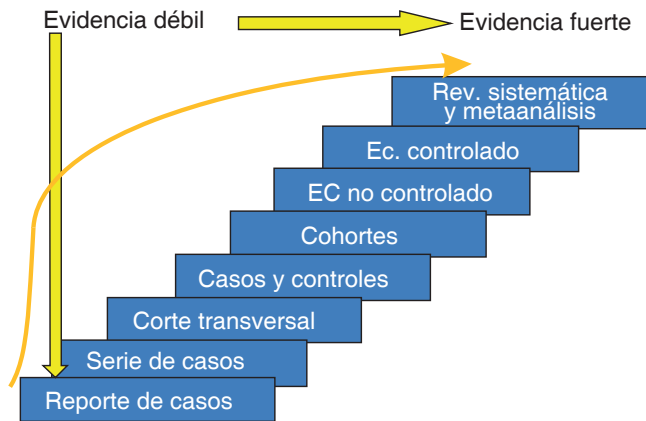 Evidencia débil
Evidencia fuerte
Rev. sistemática
y metaanálisis
Ec. controlado
EC no controlado
Cohortes
Casos y controles
Corte transversal
Serie de casos
Reporte de casos